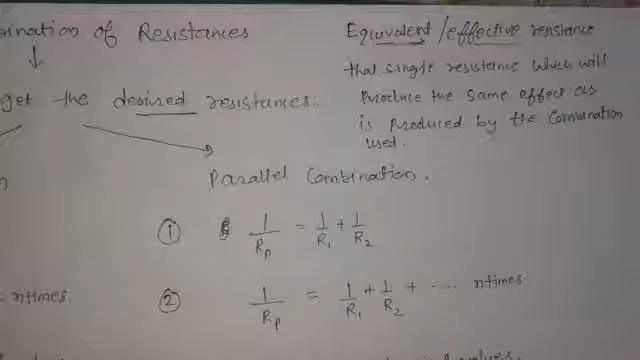 bination of Resistances
get the desired resistances.
Equivalent/effective resistance
that single resistance which will
produce the same effect as
is produced by the Combination
used.
Parallel Combination.
① 1/Rp = 1/R1 + 1/R2
n times
② 1/Rp = 1/R1 + 1/R2 + .... ntimes